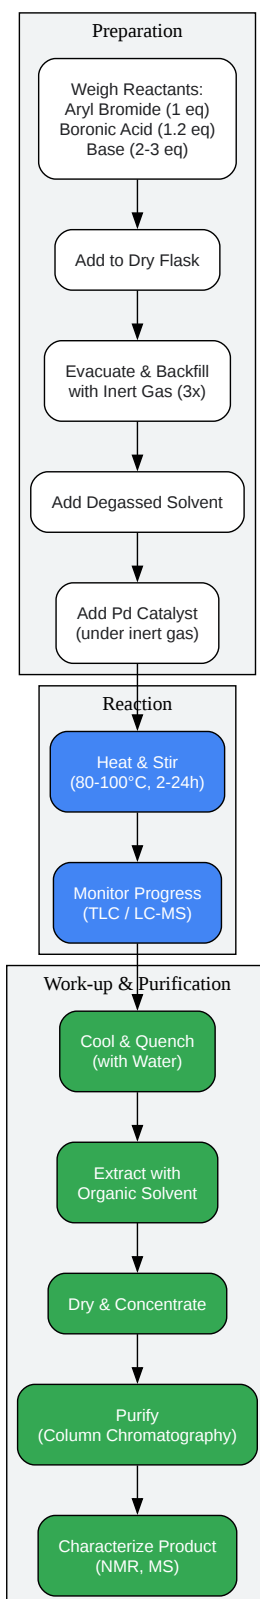 Preparation
Weigh Reactants:
Aryl Bromide (1 eq)
Boronic Acid (1.2 eq)
Base (2-3 eq)
Add to Dry Flask
Evacuate & Backfill
with Inert Gas (3x)
Add Degassed Solvent
Add Pd Catalyst
(under inert gas)
Reaction
Heat & Stir
(80-100°C, 2-24h)
Monitor Progress
(TLC / LC-MS)
Work-up & Purification
Cool & Quench
(with Water)
Extract with
Organic Solvent
Dry & Concentrate
Purify
(Column Chromatography)
Characterize Product
(NMR, MS)